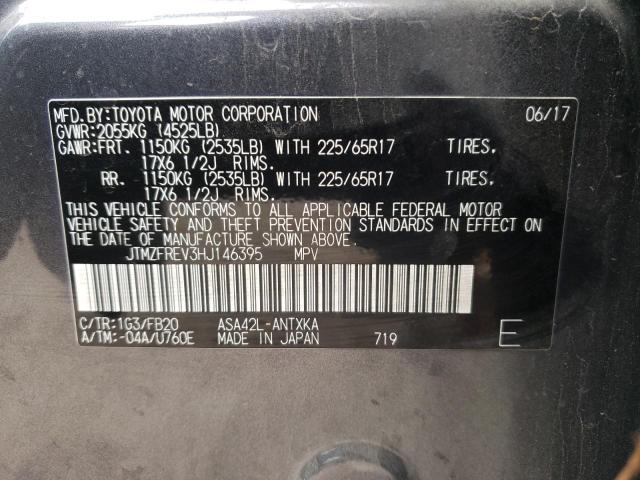 MFD.BY:TOYOTA MOTOR CORPORATION 06/17
GVWR:2055KG (4525LB)
GAWR:FRT. 1150KG (2535LB) WITH 225/65R17 TIRES,
17X6 1/2J RIMS.
RR. 1150KG (2535LB) WITH 225/65R17 TIRES,
17X6 1/2J RIMS.
THIS VEHICLE CONFORMS TO ALL APPLICABLE FEDERAL MOTOR
VEHICLE SAFETY AND THEFT PREVENTION STANDARDS IN EFFECT ON
THE DATE OF MANUFACTURE SHOWN ABOVE.
JTMZFREV3HJ146395 MPV
C/TR:1G3/FB20 ASA42L-ANTXKA
A/TM:-04A/U760E MADE IN JAPAN 719 E